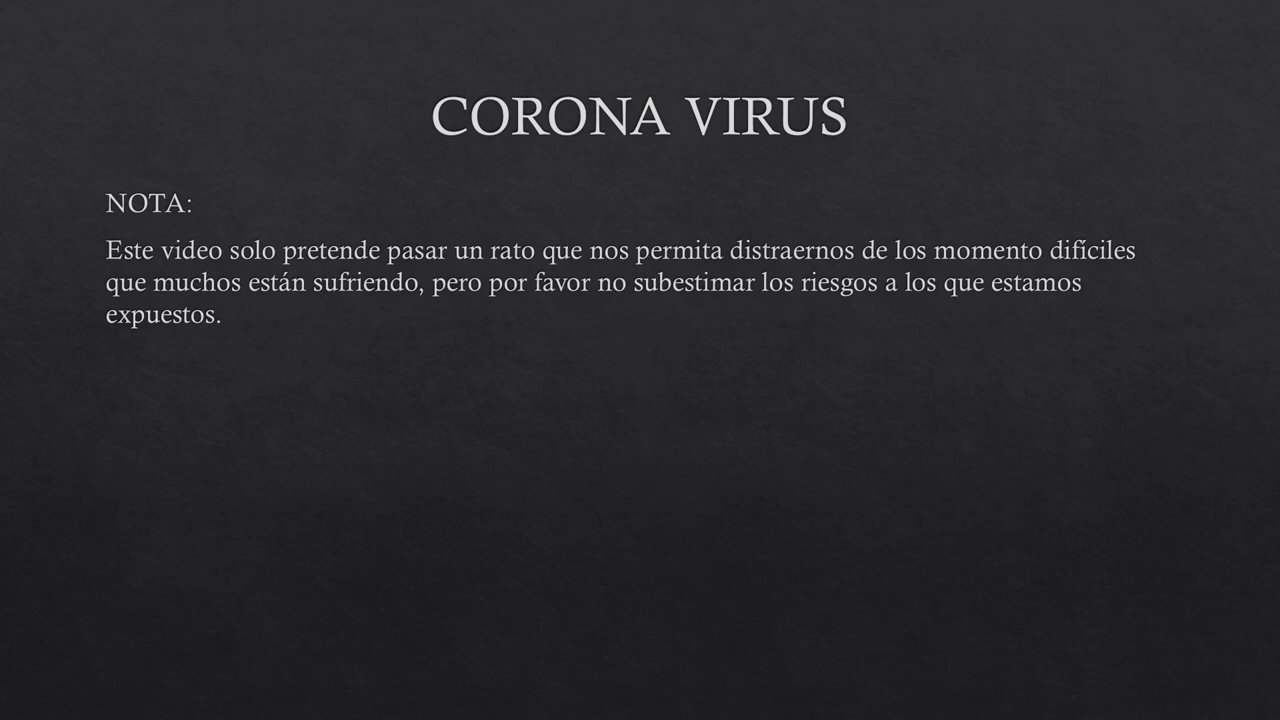 CORONA VIRUS
NOTA:
Este video solo pretende pasar un rato que nos permita distraernos de los momento difíciles
que muchos están sufriendo, pero por favor no subestimar los riesgos a los que estamos
expuestos.